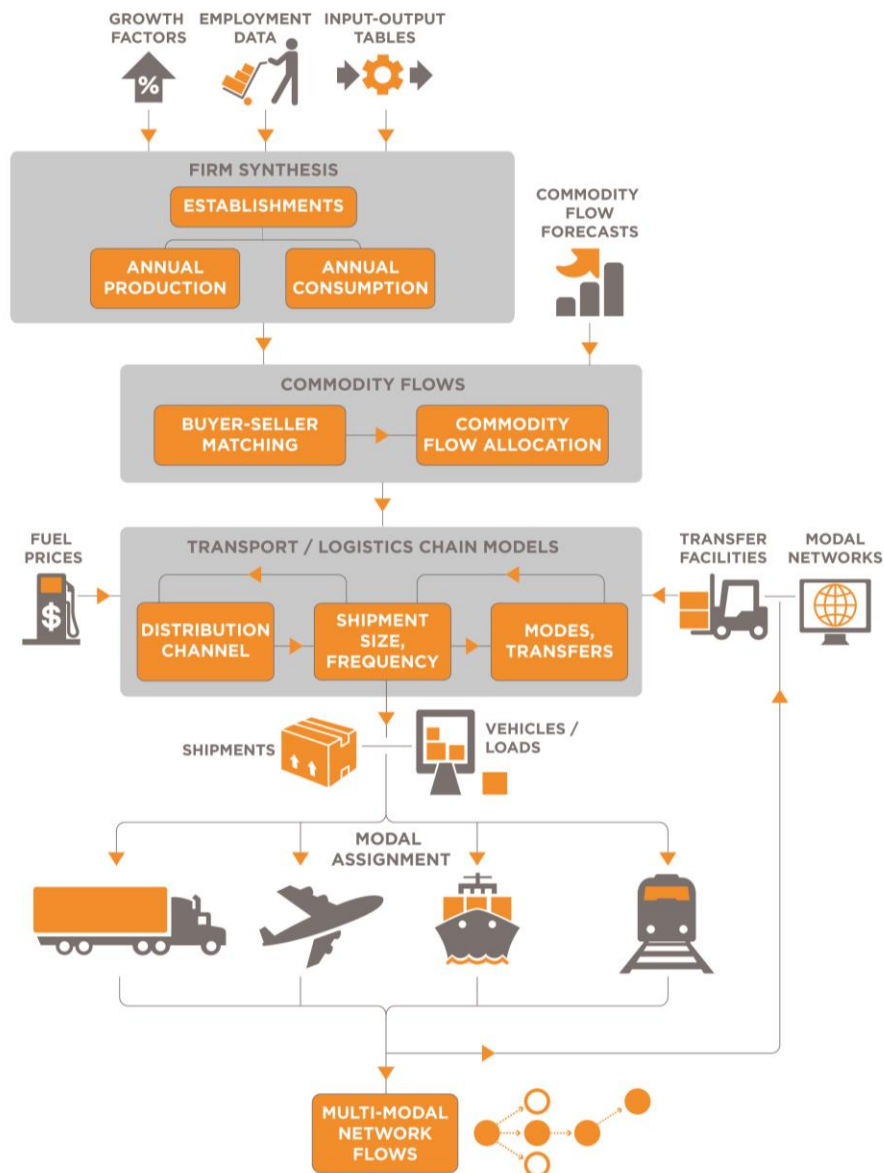 GROWTH
FACTORS
EMPLOYMENT
DATA
INPUT-OUTPUT
TABLES
%
FIRM SYNTHESIS
ESTABLISHMENTS
ANNUAL
PRODUCTION
ANNUAL
CONSUMPTION
COMMODITY
FLOW
FORECASTS
COMMODITY FLOWS
BUYER-SELLER
MATCHING
COMMODITY
FLOW ALLOCATION
FUEL
PRICES
$
TRANSPORT / LOGISTICS CHAIN MODELS
DISTRIBUTION
CHANNEL
SHIPMENT
SIZE,
FREQUENCY
MODES,
TRANSFERS
TRANSFER
FACILITIES
MODAL
NETWORKS
SHIPMENTS
VEHICLES /
LOADS
MODAL
ASSIGNMENT
MULTI-MODAL
NETWORK
FLOWS